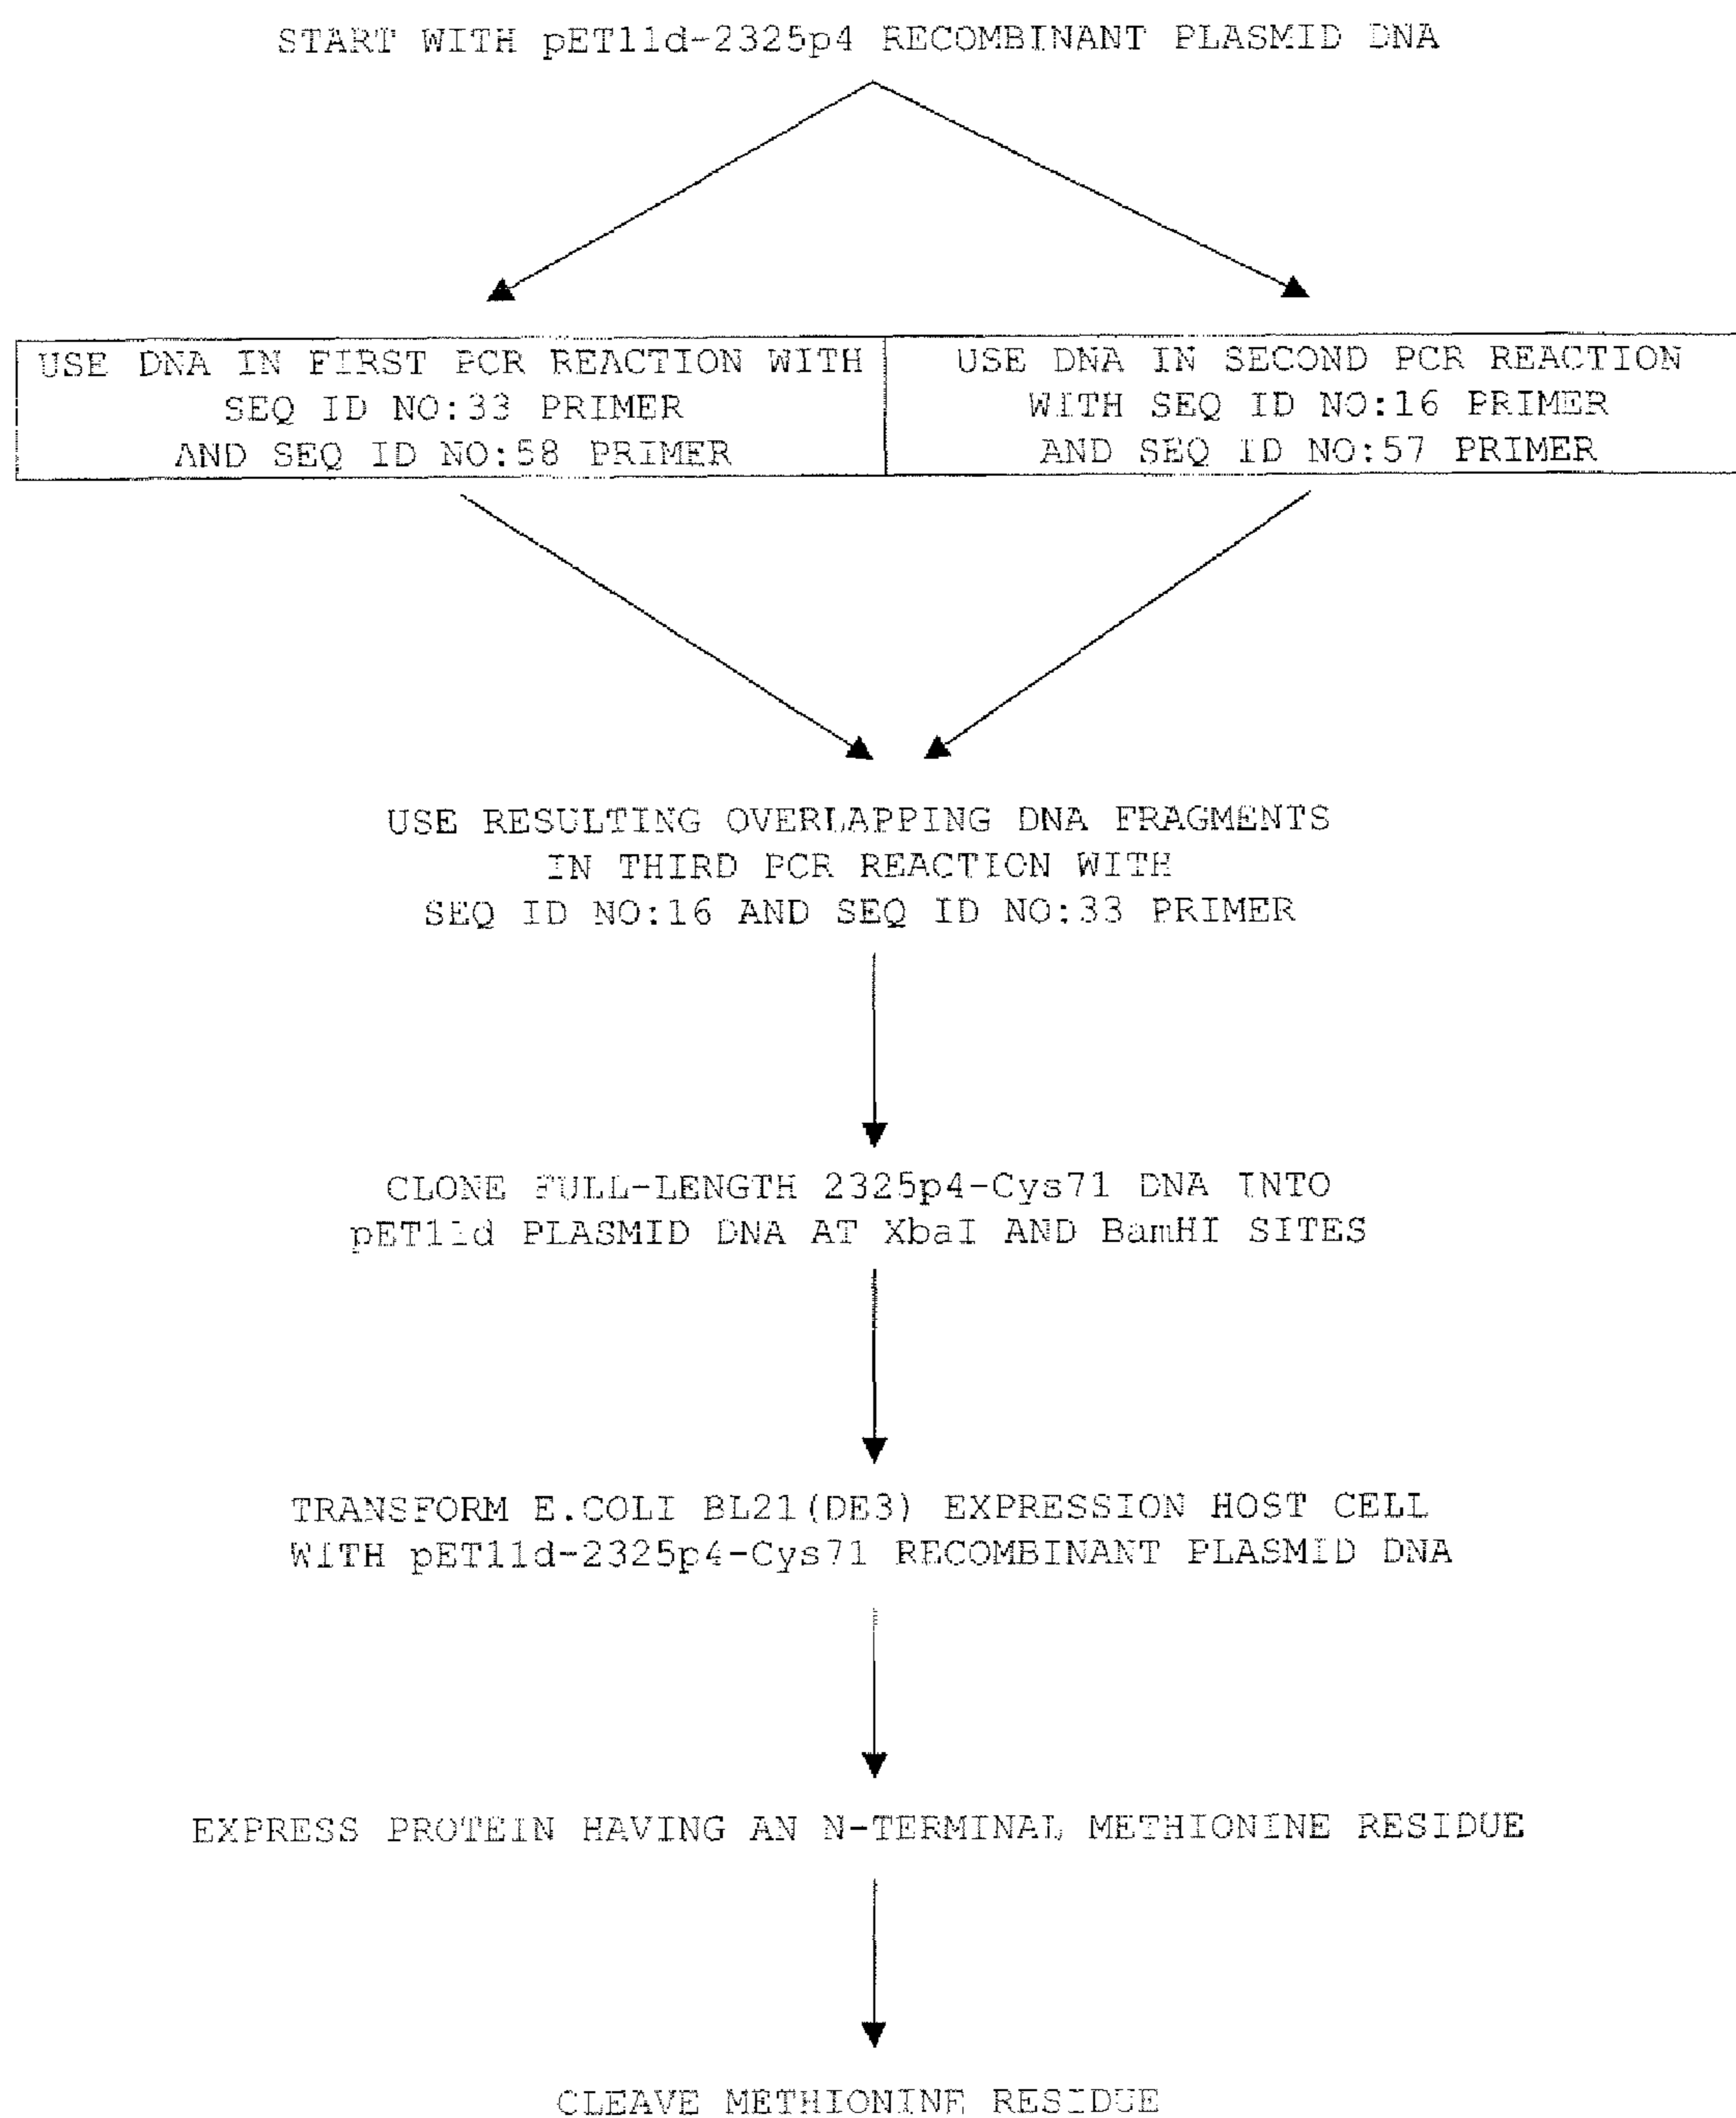 START WITH pET11d-2325p4 RECOMBINANT PLASMID DNA
USE DNA IN FIRST PCR REACTION WITH
SEQ ID NO:33 PRIMER
AND SEQ ID NO:58 PRIMER
USE DNA IN SECOND PCR REACTION
WITH SEQ ID NO:16 PRIMER
AND SEQ ID NO:57 PRIMER
USE RESULTING OVERLAPPING DNA FRAGMENTS
IN THIRD PCR REACTION WITH
SEQ ID NO:16 AND SEQ ID NO:33 PRIMER
CLONE FULL-LENGTH 2325p4-Cys71 DNA INTO
pET11d PLASMID DNA AT XbaI AND BamHI SITES
TRANSFORM E.COLI BL21(DE3) EXPRESSION HOST CELL
WITH pET11d-2325p4-Cys71 RECOMBINANT PLASMID DNA
EXPRESS PROTEIN HAVING AN N-TERMINAL METHIONINE RESIDUE
CLEAVE METHIONINE RESIDUE